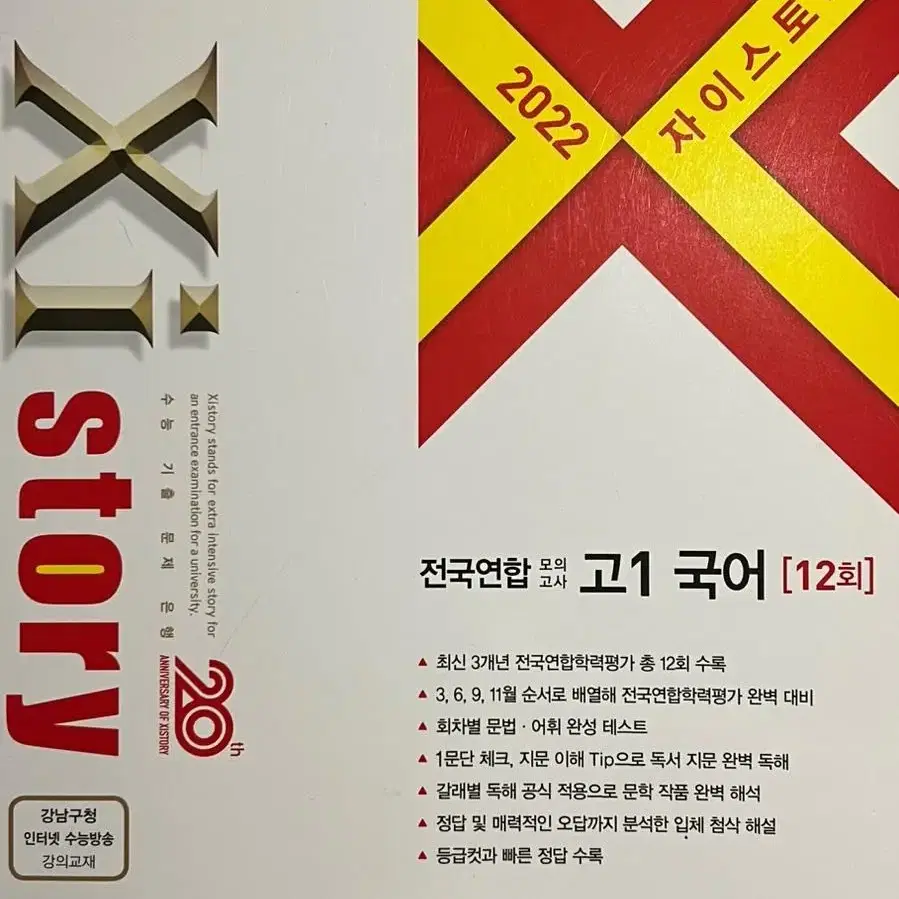 Xi
story
Xistory stands for extra intensive story for
an entrance examination for a university.
수능 기출 문제 은행
20th
ANNIVERSARY OF XISTORY
강남구청
인터넷 수능방송
강의교재
2022
자이스토
전국연합 모의고사 고1 국어 [12회]
▲ 최신 3개년 전국연합학력평가 총 12회 수록
▲ 3, 6, 9, 11월 순서로 배열해 전국연합학력평가 완벽 대비
▲ 회차별 문법·어휘 완성 테스트
▲ 1문단 체크, 지문 이해 Tip으로 독서 지문 완벽 독해
▲ 갈래별 독해 공식 적용으로 문학 작품 완벽 해석
▲ 정답 및 매력적인 오답까지 분석한 입체 첨삭 해설
▲ 등급컷과 빠른 정답 수록